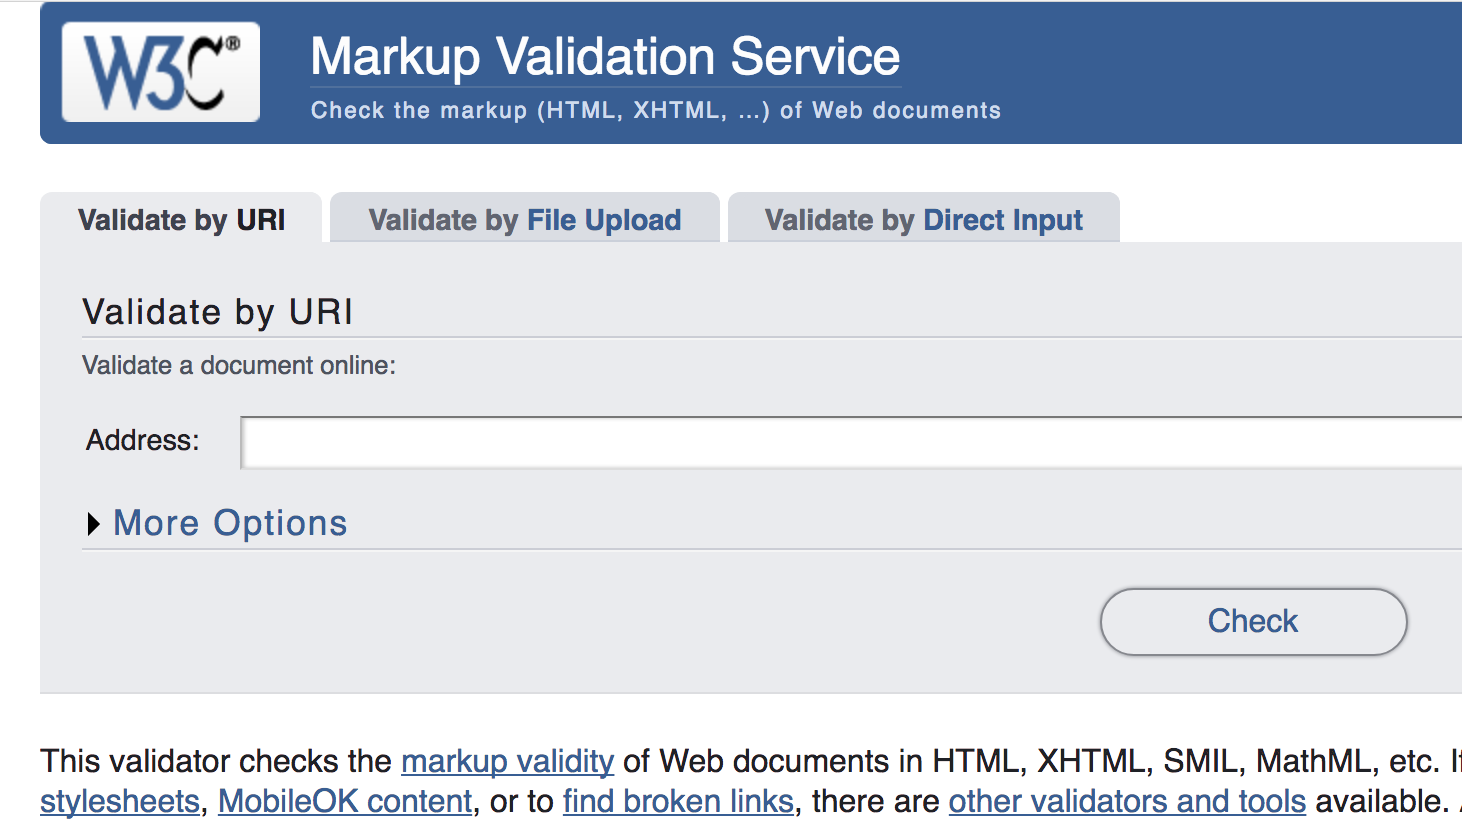 W3C®
Markup Validation Service
Check the markup (HTML, XHTML, ...) of Web documents
Validate by URI
Validate by File Upload
Validate by Direct Input
Validate by URI
Validate a document online:
Address:
More Options
Check
This validator checks the markup validity of Web documents in HTML, XHTML, SMIL, MathML, etc. If
stylesheets, MobileOK content, or to find broken links, there are other validators and tools available.